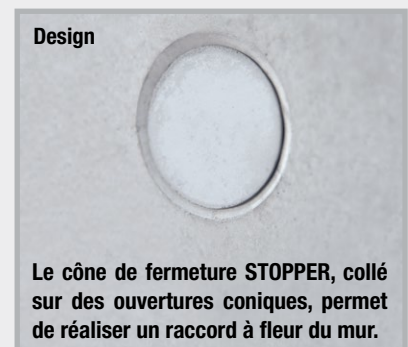 Design
Le cône de fermeture STOPPER, collé
sur des ouvertures coniques, permet
de réaliser un raccord à fleur du mur.